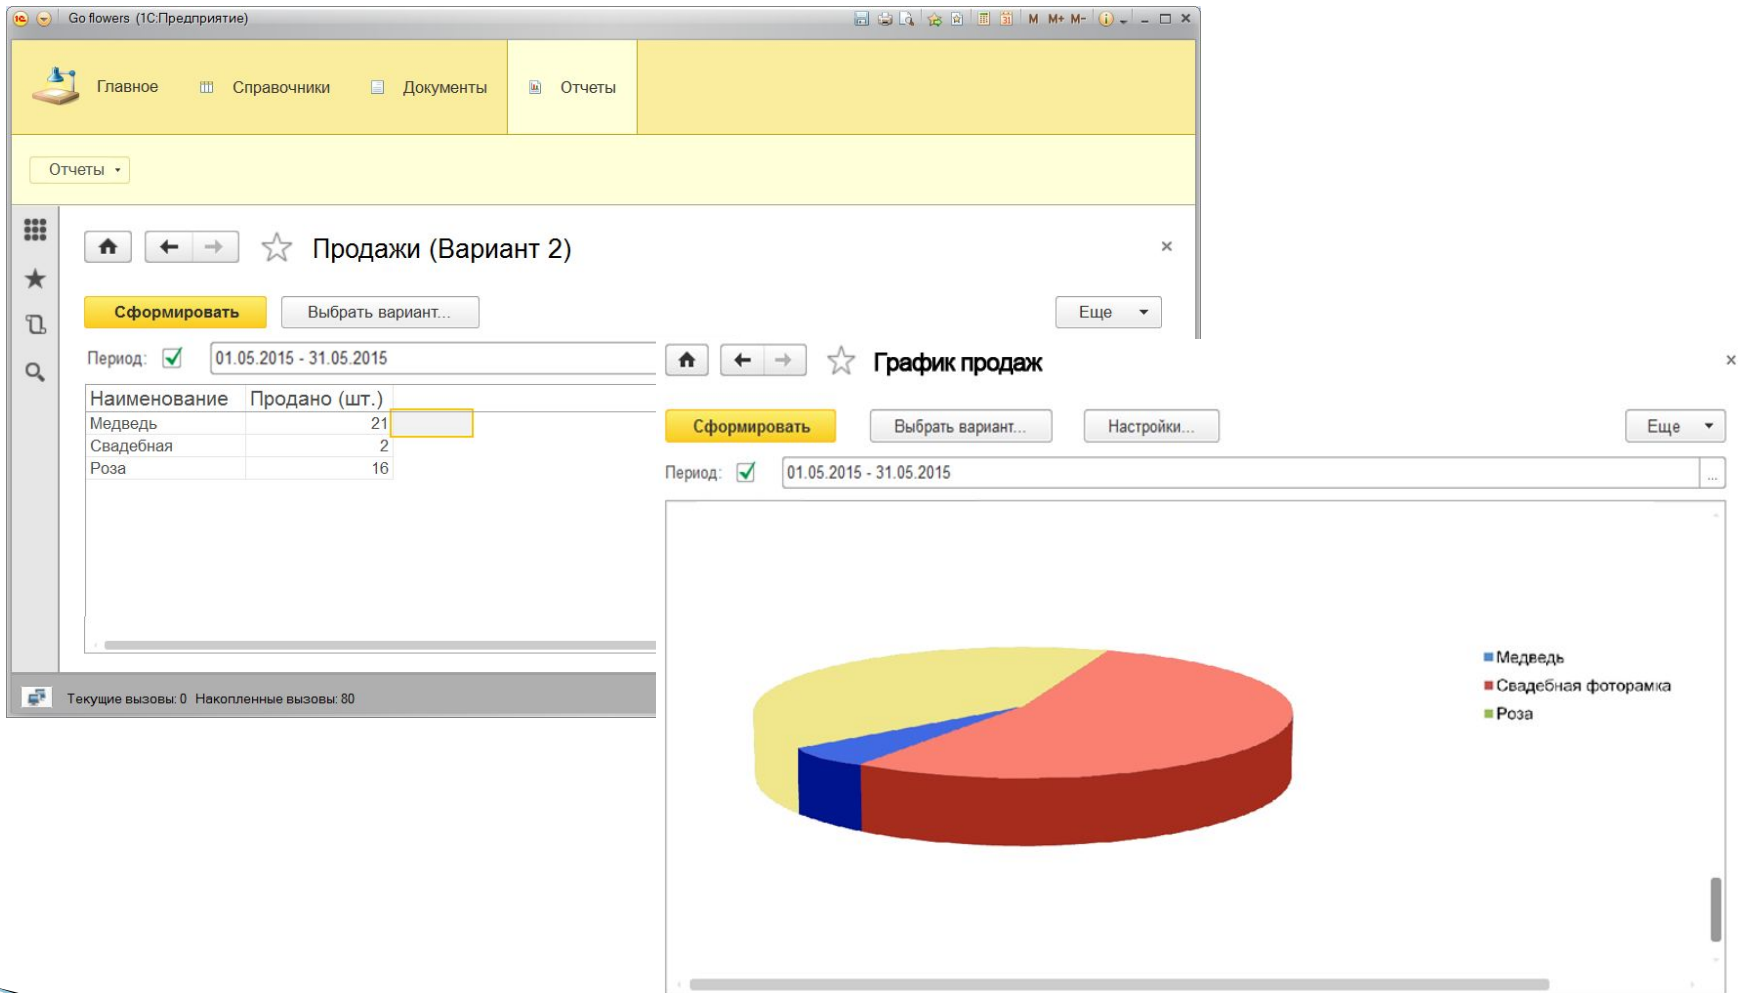 Go flowers (1С:Предприятие)
M M+ M-
Главное Справочники Документы Отчеты
Отчеты
Продажи (Вариант 2)
Сформировать Выбрать вариант... Еще
Период: 01.05.2015 - 31.05.2015
Наименование Продано (шт.)
Медведь 21
Свадебная 2
Роза 16
Текущие вызовы: 0 Накопленные вызовы: 80
График продаж
Сформировать Выбрать вариант... Настройки... Еще
Период: 01.05.2015 - 31.05.2015 ...
Медведь
Свадебная фоторамка
Роза